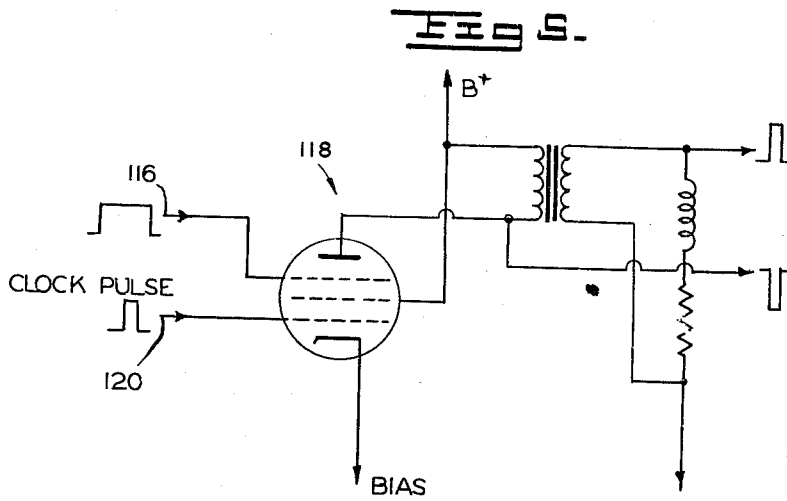 Fig 5.
B+
118
116
CLOCK PULSE
120
BIAS